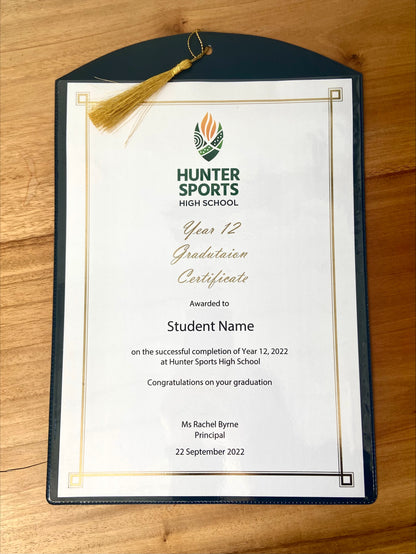 HUNTER
SPORTS
HIGH SCHOOL
Year 12
Gradutaion
Certificate
Awarded to
Student Name
on the successful completion of Year 12, 2022
at Hunter Sports High School
Congratulations on your graduation
Ms Rachel Byrne
Principal
22 September 2022